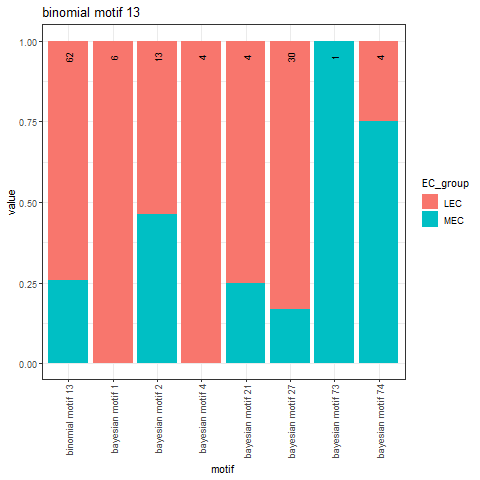 binomial motif 13
62
6
13
4
4
30
1
4
1.00
0.75
0.50
0.25
0.00
value
binomial motif 13
bayesian motif 1
bayesian motif 2
bayesian motif 4
bayesian motif 21
bayesian motif 27
bayesian motif 73
bayesian motif 74
motif
EC_group
LEC
MEC